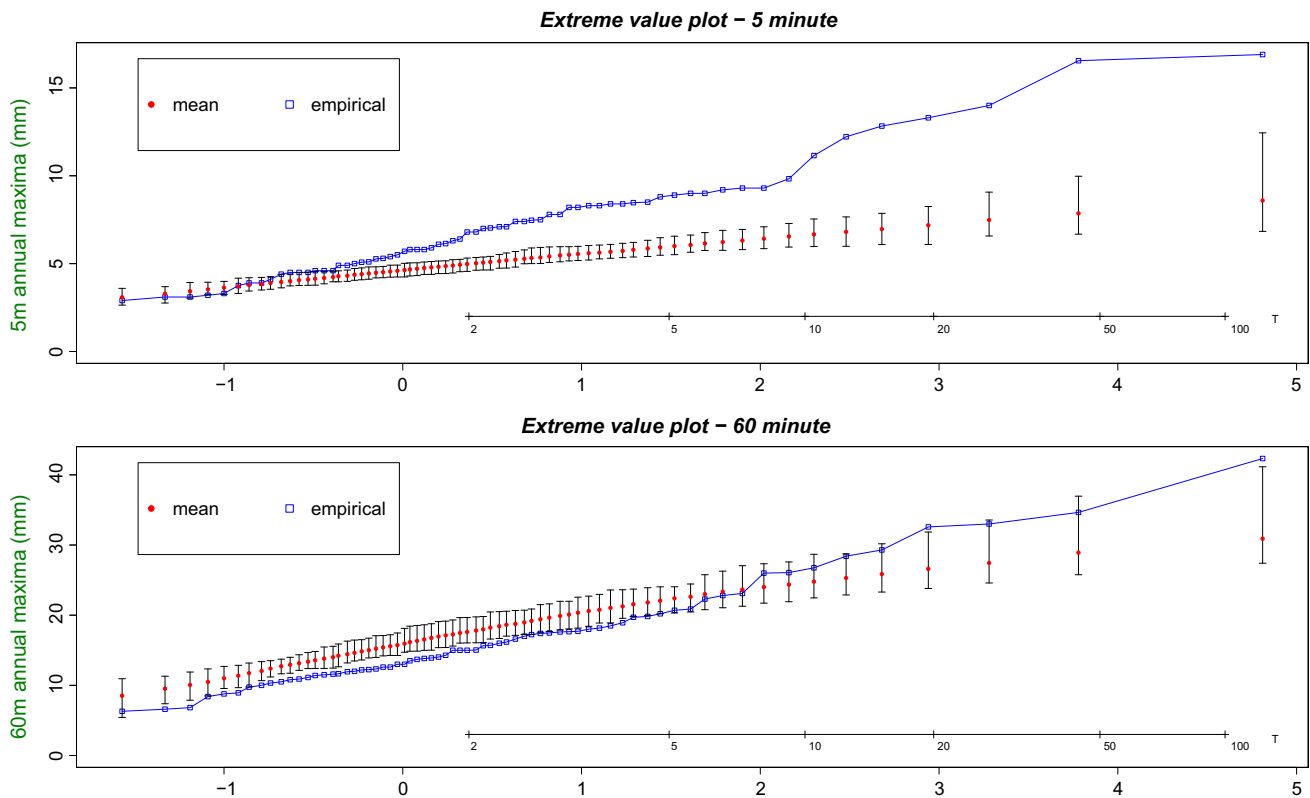 Extreme value plot − 5 minute
5m annual maxima (mm)
15
10
5
0
mean
empirical
2 5 10 20 50 100 T
−1 0 1 2 3 4 5
Extreme value plot − 60 minute
60m annual maxima (mm)
40
30
20
10
0
mean
empirical
2 5 10 20 50 100 T
−1 0 1 2 3 4 5